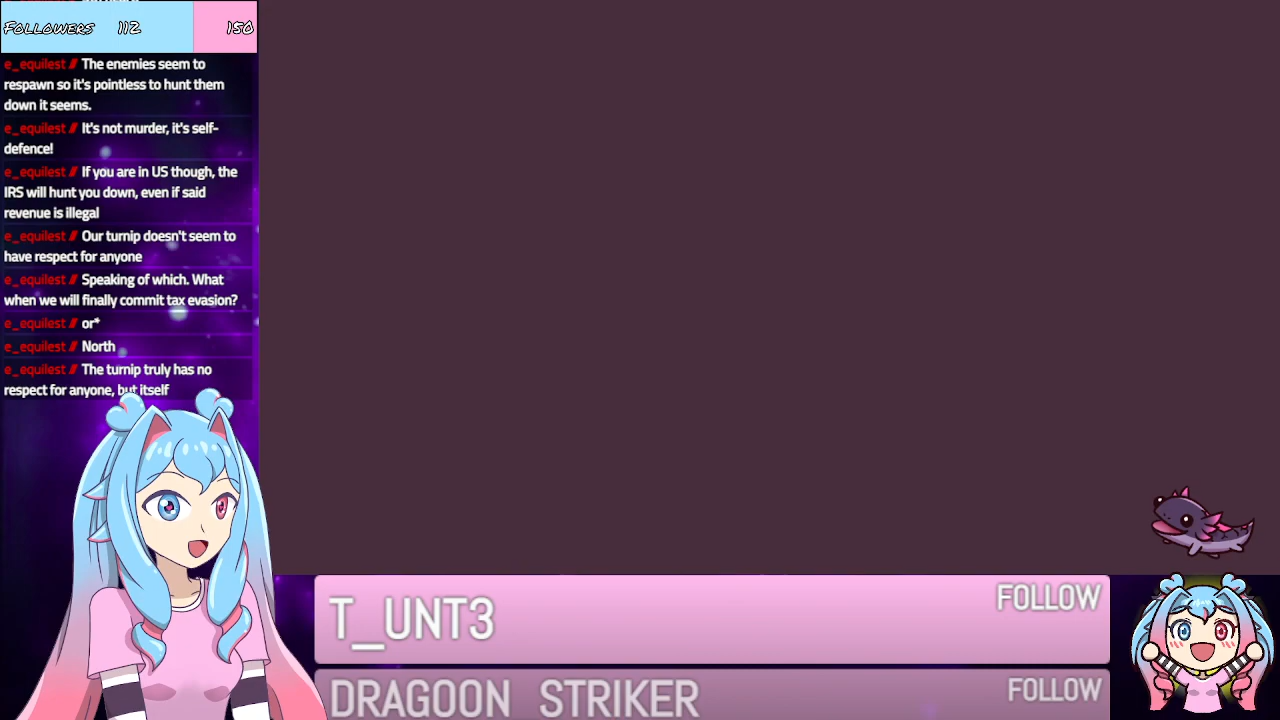 Followers 112 150
e_equilest // The enemies seem to
respawn so it's pointless to hunt them
down it seems.
e_equilest // It's not murder, it's self-
defence!
e_equilest // If you are in US though, the
IRS will hunt you down, even if said
revenue is illegal
e_equilest // Our turnip doesn't seem to
have respect for anyone
e_equilest // Speaking of which. What
when we will finally commit tax evasion?
e_equilest // or*
e_equilest // North
e_equilest // The turnip truly has no
respect for anyone, but itself
T_UNT3 FOLLOW
DRAGOON_STRIKER FOLLOW